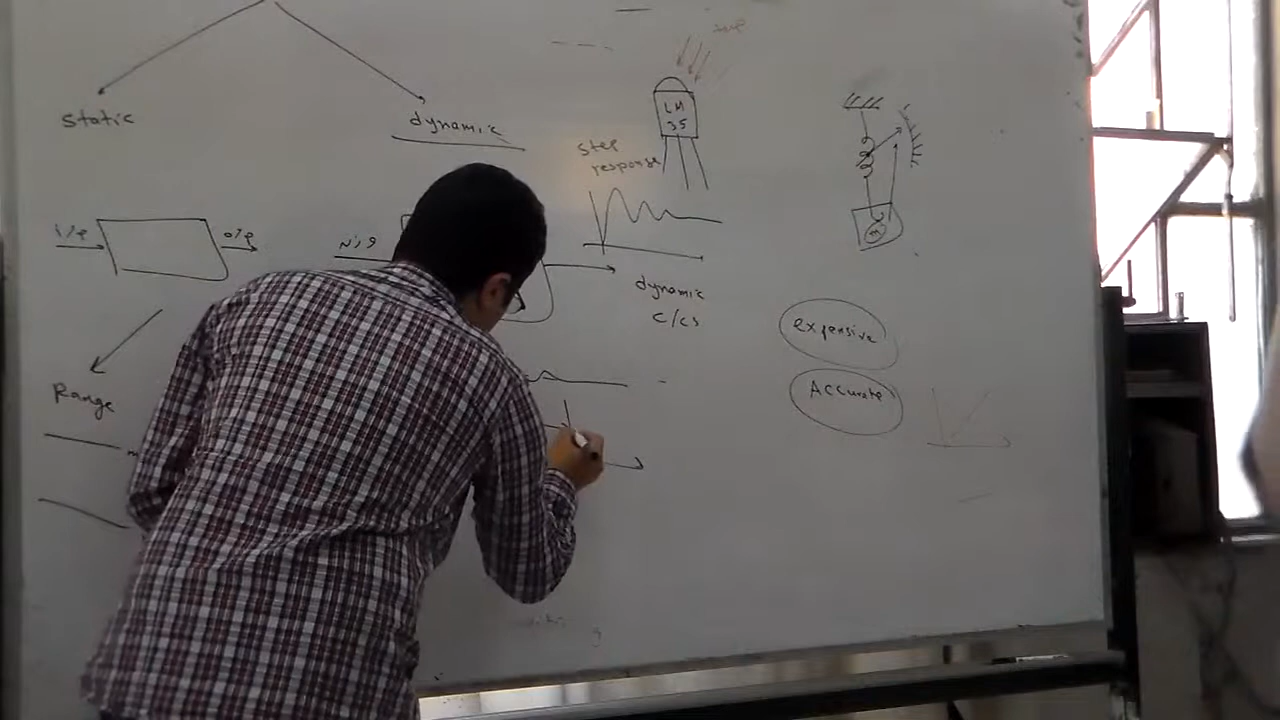 static
dynamic
LM
35
step
response
i/p
o/p
dynamic
c/cs
expensive
Accurate
Range